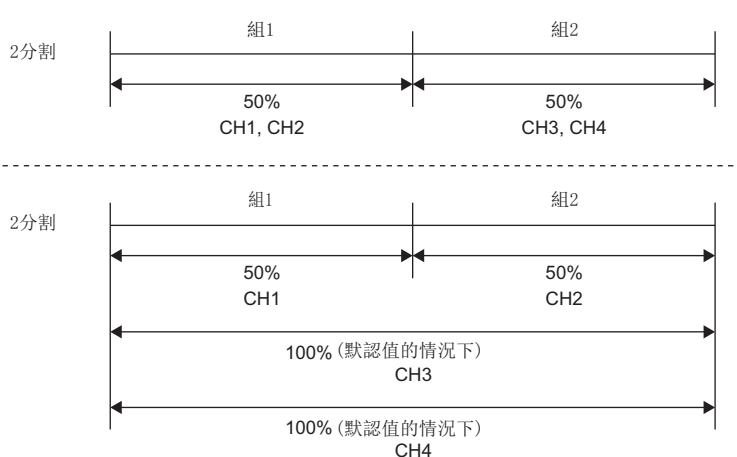 組1 組2
2分割
50% 50%
CH1, CH2 CH3, CH4
組1 組2
2分割
50% 50%
CH1 CH2
100% (默認值的情況下)
CH3
100% (默認值的情況下)
CH4